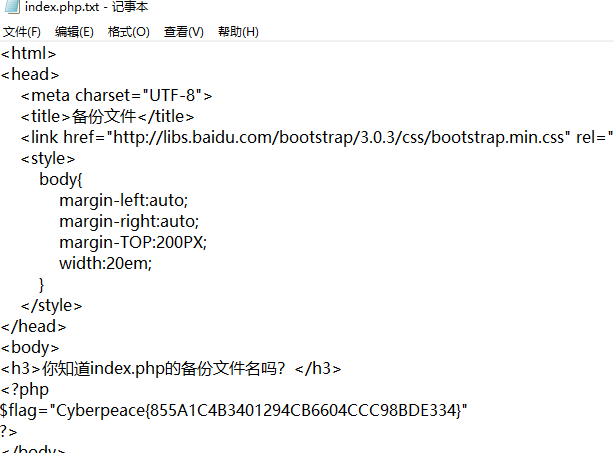 index.php.txt - 记事本
文件(F) 编辑(E) 格式(O) 查看(V) 帮助(H)
<html>
<head>
<meta charset="UTF-8">
<title>备份文件</title>
<link href="http://libs.baidu.com/bootstrap/3.0.3/css/bootstrap.min.css" rel="
<style>
body{
margin-left:auto;
margin-right:auto;
margin-TOP:200PX;
width:20em;
}
</style>
</head>
<body>
<h3>你知道index.php的备份文件名吗？</h3>
<?php
$flag="Cyberpeace{855A1C4B3401294CB6604CCC98BDE334}"
?>
</body>